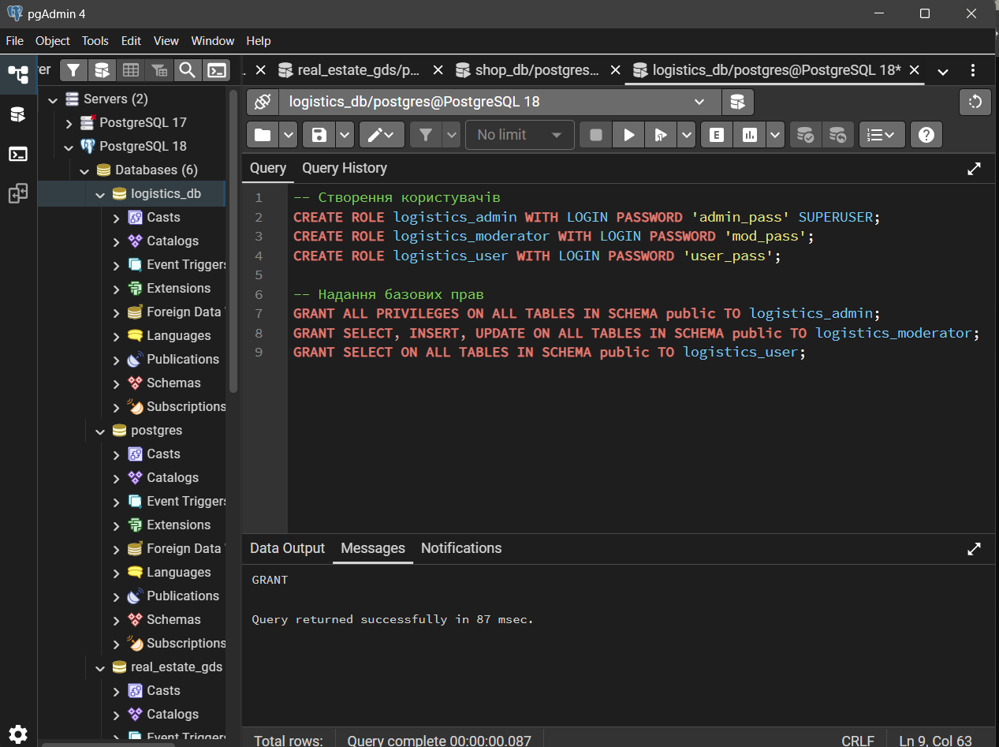 pgAdmin 4
File Object Tools Edit View Window Help
er
. real_estate_gds/p... shop_db/postgres... logistics_db/postgres@PostgreSQL 18*
Servers (2)
PostgreSQL 17
PostgreSQL 18
Databases (6)
logistics_db
Casts
Catalogs
Event Triggers
Extensions
Foreign Data
Languages
Publications
Schemas
Subscriptions
postgres
Casts
Catalogs
Event Triggers
Extensions
Foreign Data
Languages
Publications
Schemas
Subscriptions
real_estate_gds
Casts
Catalogs
Event Triggers
logistics_db/postgres@PostgreSQL 18
No limit
E
Query Query History
1 -- Створення користувачів
2 CREATE ROLE logistics_admin WITH LOGIN PASSWORD 'admin_pass' SUPERUSER;
3 CREATE ROLE logistics_moderator WITH LOGIN PASSWORD 'mod_pass';
4 CREATE ROLE logistics_user WITH LOGIN PASSWORD 'user_pass';
5
6 -- Надання базових прав
7 GRANT ALL PRIVILEGES ON ALL TABLES IN SCHEMA public TO logistics_admin;
8 GRANT SELECT, INSERT, UPDATE ON ALL TABLES IN SCHEMA public TO logistics_moderator;
9 GRANT SELECT ON ALL TABLES IN SCHEMA public TO logistics_user;
Data Output Messages Notifications
GRANT
Query returned successfully in 87 msec.
Total rows: Query complete 00:00:00.087 CRLF Ln 9, Col 63